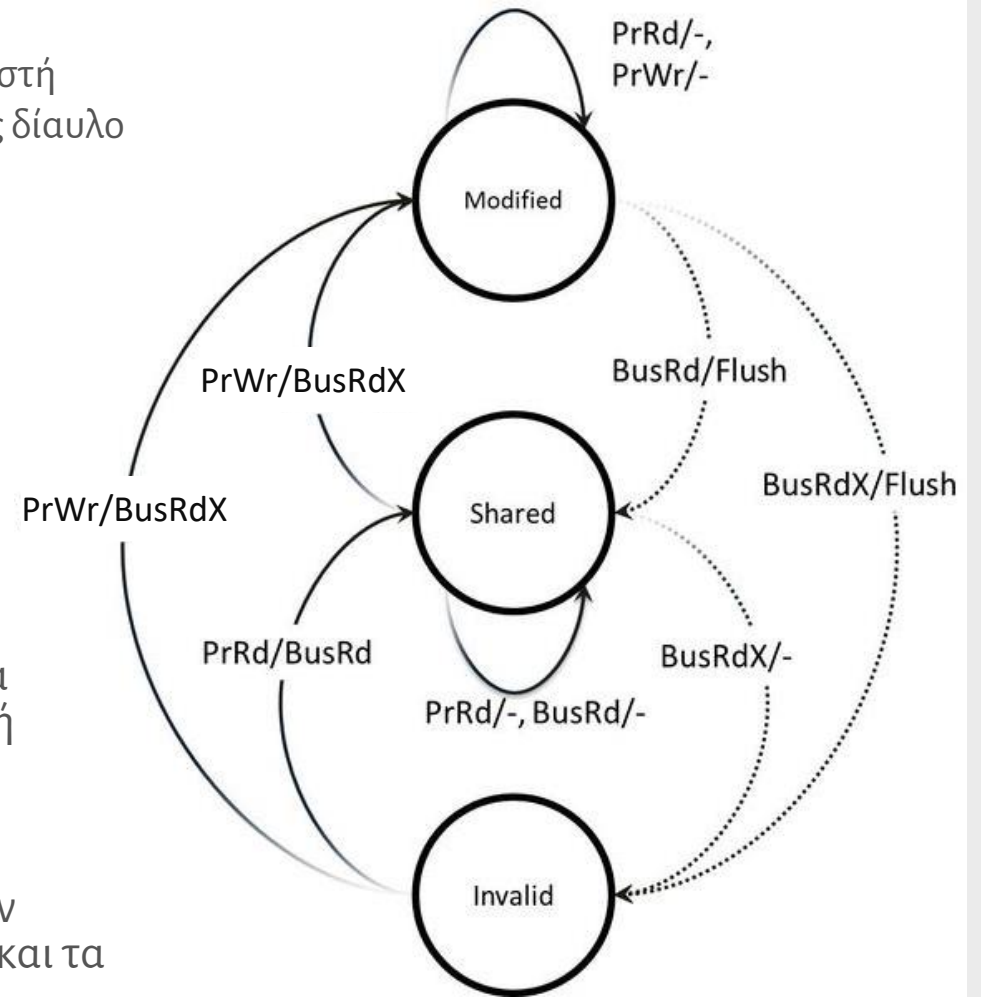 PrRd/-,
PrWr/-
στή
ς δίαυλο
Modified
PrWr/BusRdX
BusRd/Flush
PrWr/BusRdX
Shared
BusRdX/Flush
PrRd/BusRd
BusRdX/-
PrRd/-, BusRd/-
ή
Invalid
ν
και τα